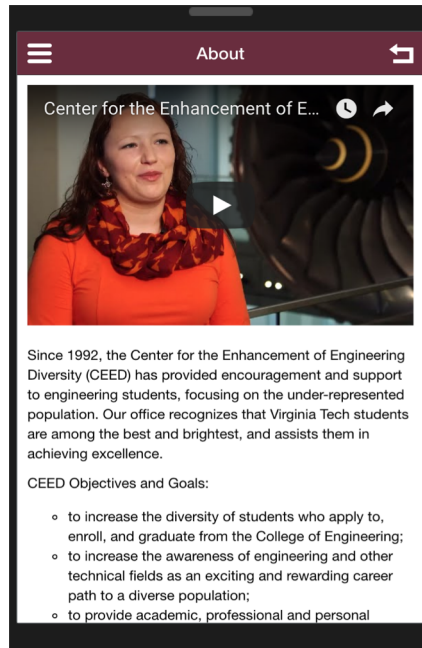 About
Center for the Enhancement of E...
Since 1992, the Center for the Enhancement of Engineering
Diversity (CEED) has provided encouragement and support
to engineering students, focusing on the under-represented
population. Our office recognizes that Virginia Tech students
are among the best and brightest, and assists them in
achieving excellence.
CEED Objectives and Goals:
to increase the diversity of students who apply to,
enroll, and graduate from the College of Engineering;
to increase the awareness of engineering and other
technical fields as an exciting and rewarding career
path to a diverse population;
to provide academic, professional and personal